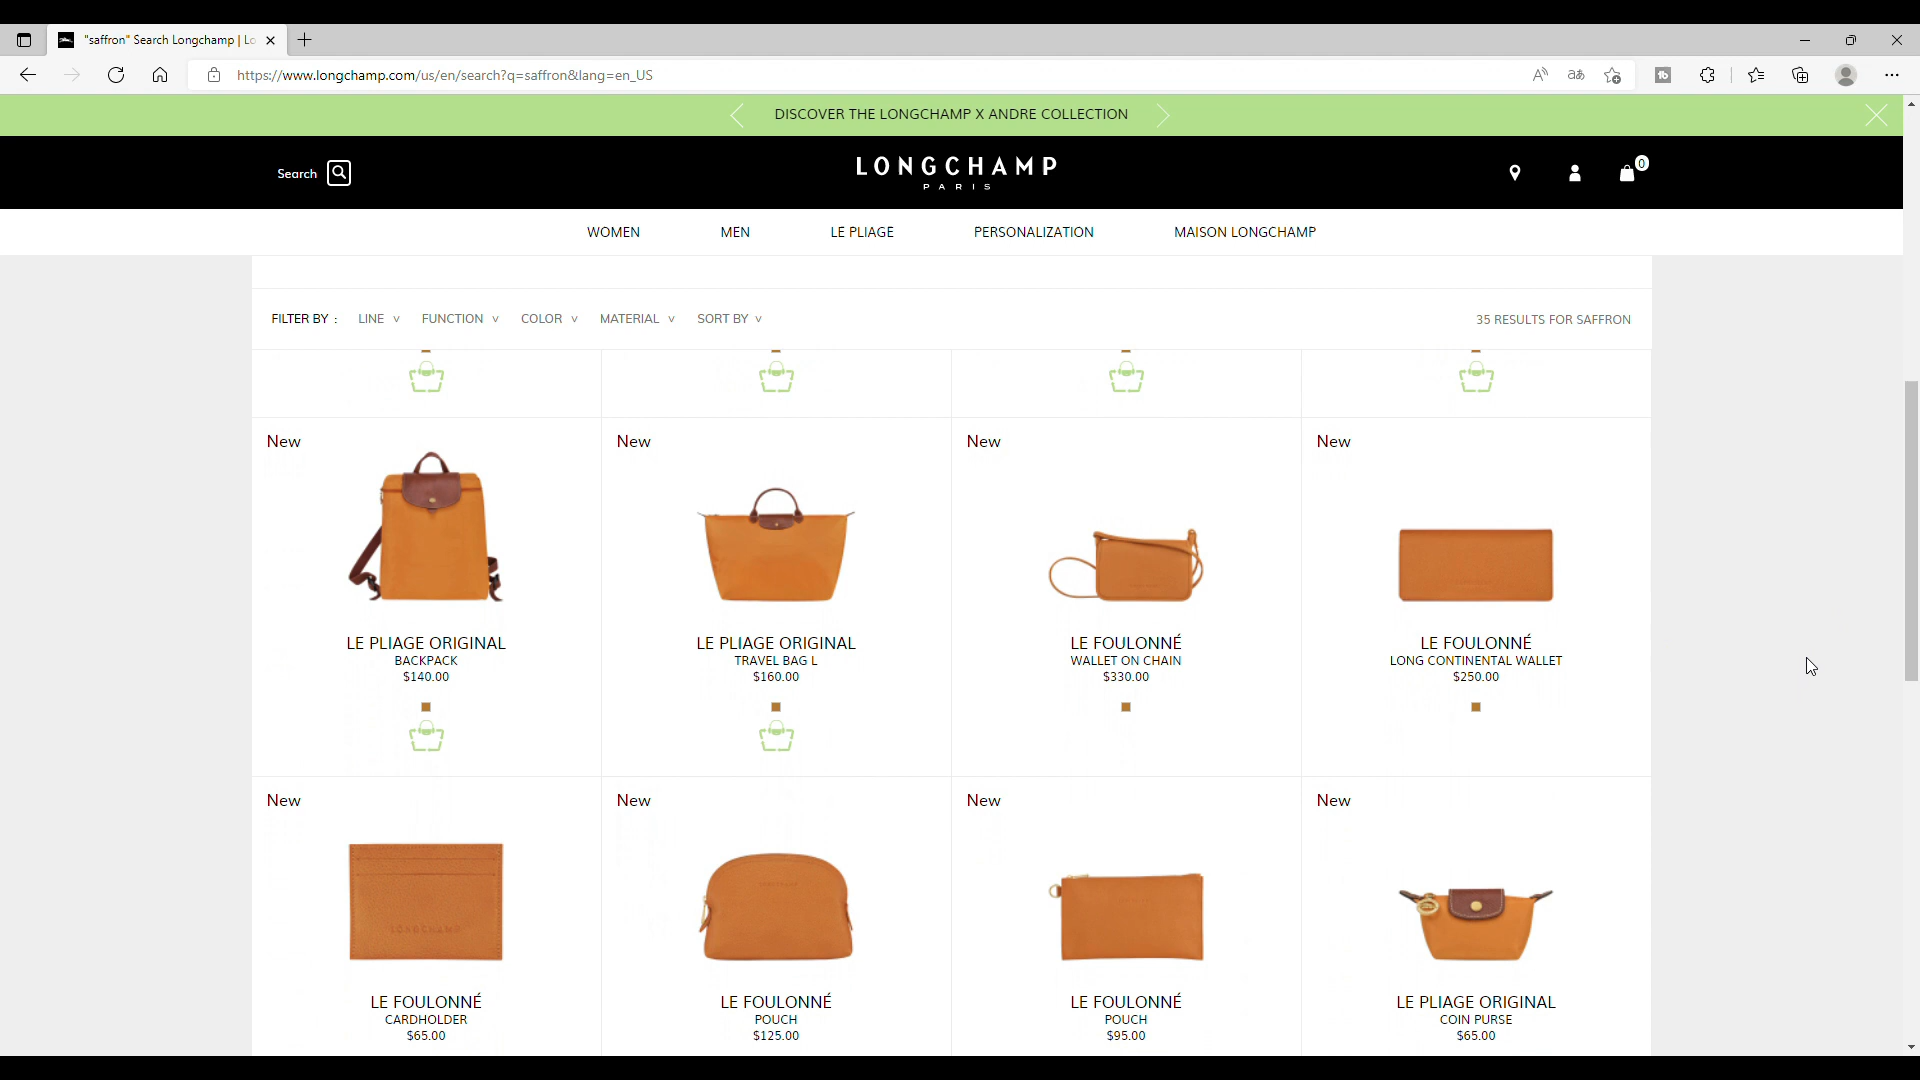 "saffron" Search Longchamp | Lo
https://www.longchamp.com/us/en/search?q=saffron&lang=en_US
DISCOVER THE LONGCHAMP X ANDRE COLLECTION
Search
LONGCHAMP
PARIS
0
WOMEN MEN LE PLIAGE PERSONALIZATION MAISON LONGCHAMP
FILTER BY : LINE FUNCTION COLOR MATERIAL SORT BY 35 RESULTS FOR SAFFRON
New New New New
LE PLIAGE ORIGINAL LE PLIAGE ORIGINAL LE FOULONNÉ LE FOULONNÉ
BACKPACK TRAVEL BAG L WALLET ON CHAIN LONG CONTINENTAL WALLET
$140.00 $160.00 $330.00 $250.00
New New New New
LONGCHAMP
LE FOULONNÉ LE FOULONNÉ LE FOULONNÉ LE PLIAGE ORIGINAL
CARDHOLDER POUCH POUCH COIN PURSE
$65.00 $125.00 $95.00 $65.00